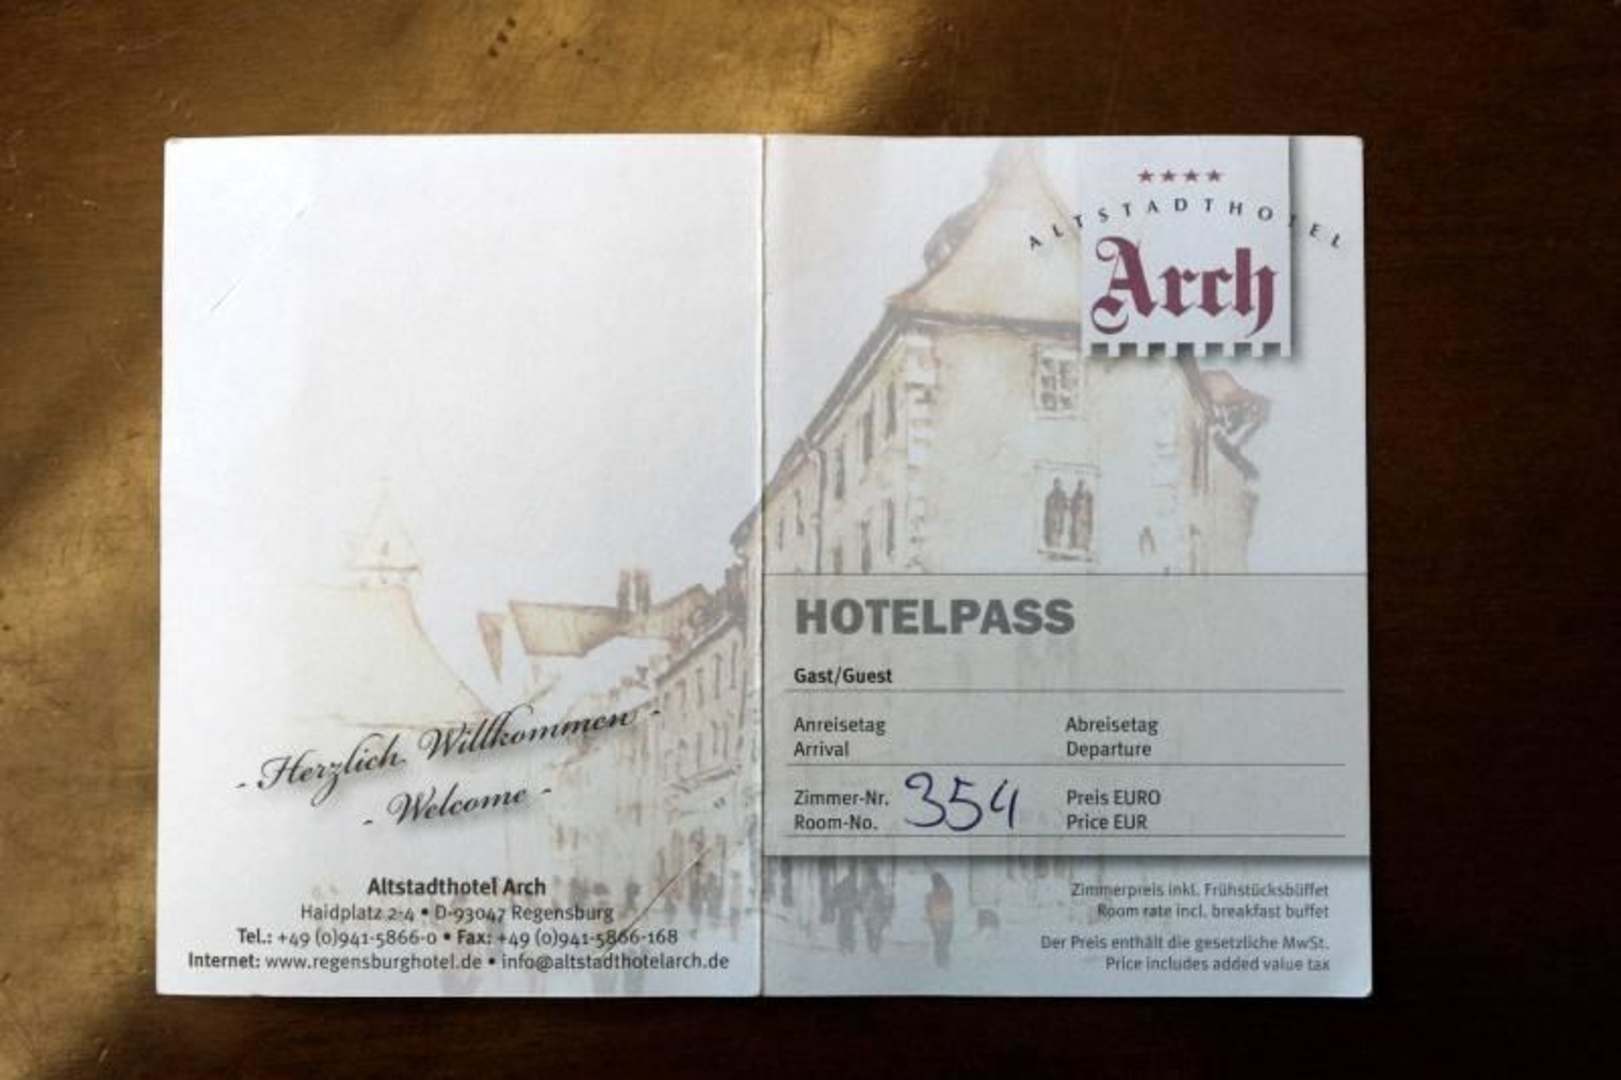 - Herzlich Willkommen -
- Welcome -
Altstadthotel Arch
Haidplatz 2-4 • D-93047 Regensburg
Tel.: +49 (0)941-5866-0 • Fax: +49 (0)941-5866-168
Internet: www.regensburghotel.de • info@altstadthotelarch.de
★★★★
ALTSTADTHOTEL
Arch
HOTELPASS
Gast/Guest
Anreisetag Abreisetag
Arrival Departure
Zimmer-Nr. 354 Preis EURO
Room-No. Price EUR
Zimmerpreis inkl. Frühstücksbüffet
Room rate incl. breakfast buffet
Der Preis enthält die gesetzliche MwSt.
Price includes added value tax